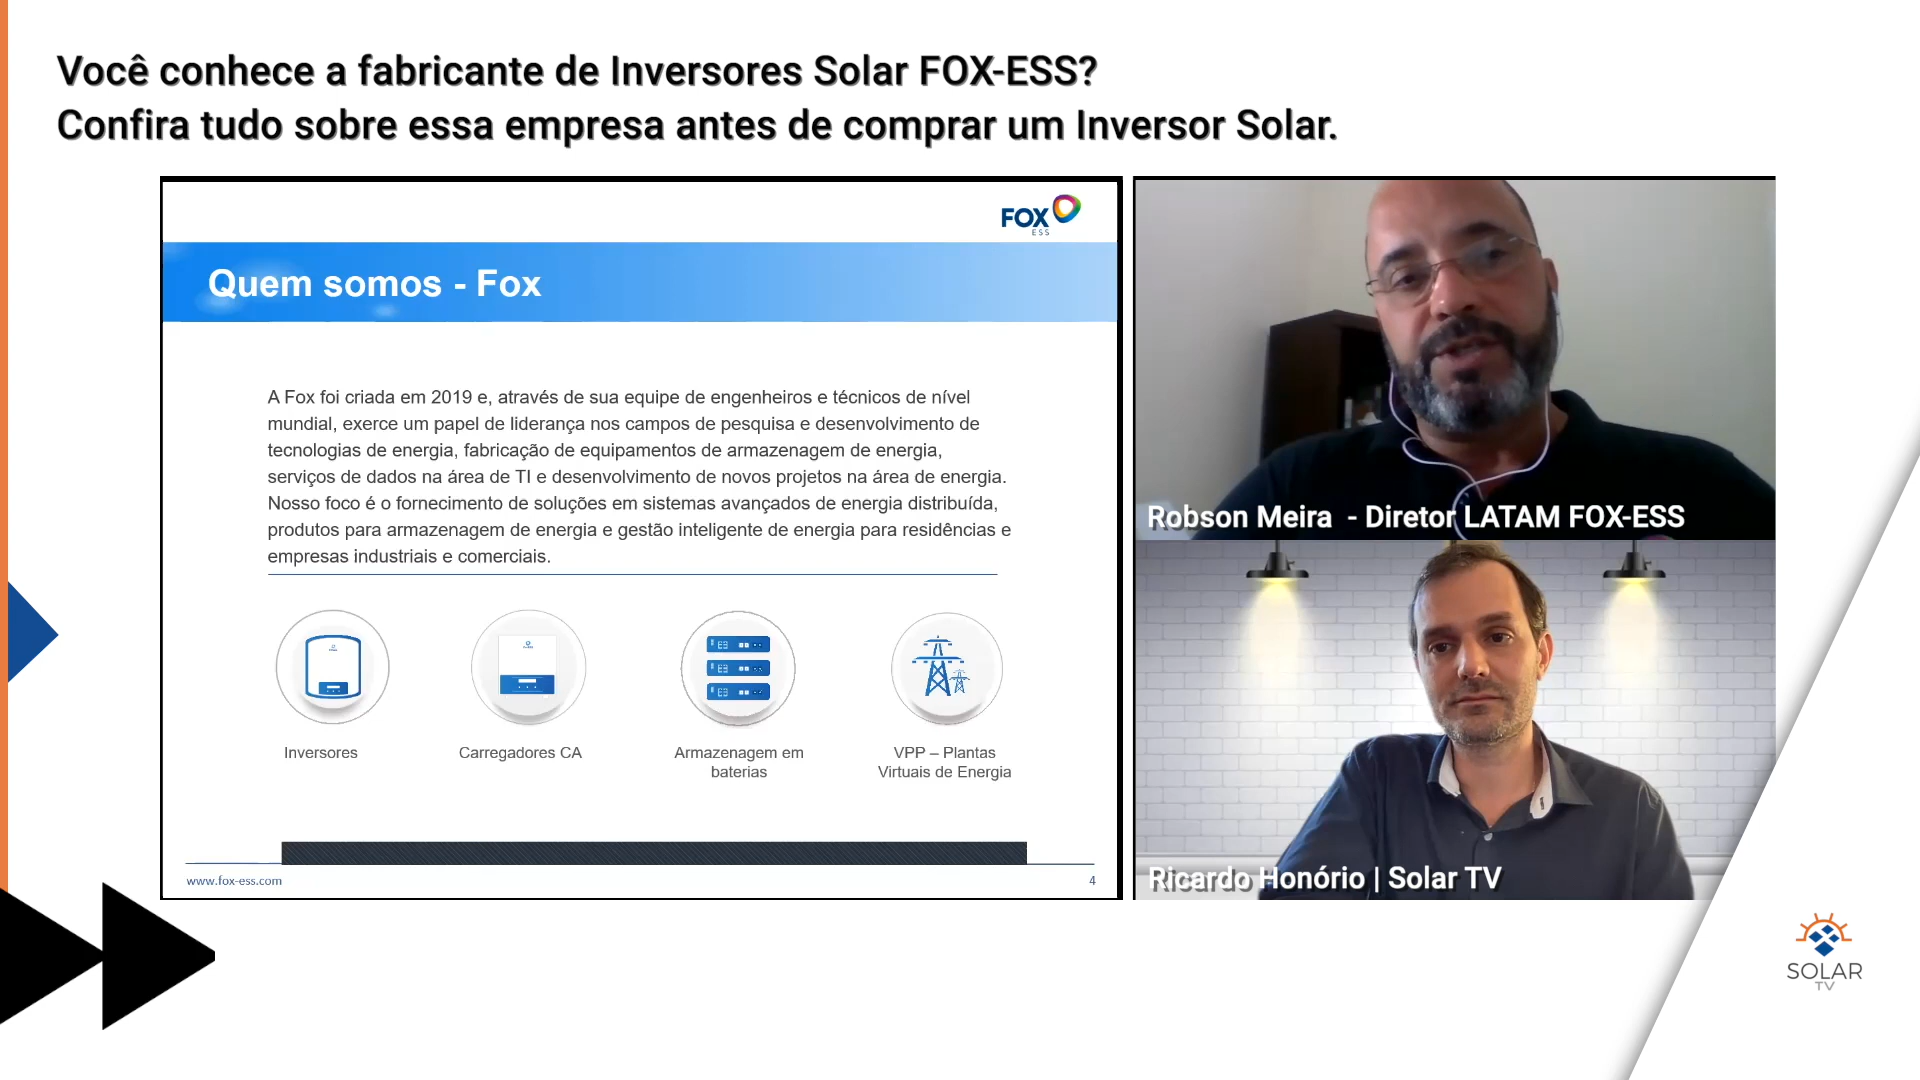 Você conhece a fabricante de Inversores Solar FOX-ESS?
Confira tudo sobre essa empresa antes de comprar um Inversor Solar.
FOX
ESS
Quem somos - Fox
A Fox foi criada em 2019 e, através de sua equipe de engenheiros e técnicos de nível
mundial, exerce um papel de liderança nos campos de pesquisa e desenvolvimento de
tecnologias de energia, fabricação de equipamentos de armazenagem de energia,
serviços de dados na área de TI e desenvolvimento de novos projetos na área de energia.
Nosso foco é o fornecimento de soluções em sistemas avançados de energia distribuída,
produtos para armazenagem de energia e gestão inteligente de energia para residências e
empresas industriais e comerciais.
Inversores
Carregadores CA
Armazenagem em
baterias
VPP – Plantas
Virtuais de Energia
www.fox-ess.com
4
Robson Meira - Diretor LATAM FOX-ESS
Ricardo Honório | Solar TV
SOLAR
TV